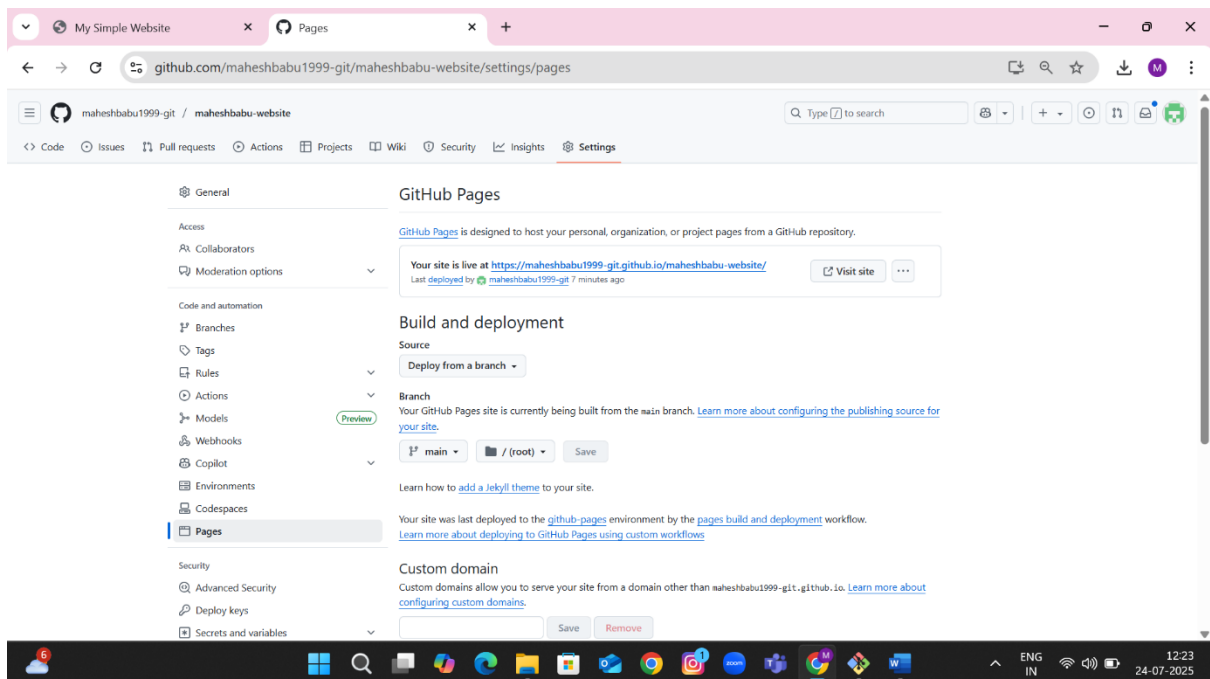 My Simple Website
Pages
github.com/maheshbabu1999-git/maheshbabu-website/settings/pages
M
maheshbabu1999-git / maheshbabu-website
Type / to search
Code
Issues
Pull requests
Actions
Projects
Wiki
Security
Insights
Settings
General
Access
Collaborators
Moderation options
Code and automation
Branches
Tags
Rules
Actions
Models
Preview
Webhooks
Copilot
Environments
Codespaces
Pages
Security
Advanced Security
Deploy keys
Secrets and variables
GitHub Pages
GitHub Pages is designed to host your personal, organization, or project pages from a GitHub repository.
Your site is live at https://maheshbabu1999-git.github.io/maheshbabu-website/
Last deployed by maheshbabu1999-git 7 minutes ago
Visit site
Build and deployment
Source
Deploy from a branch
Branch
Your GitHub Pages site is currently being built from the main branch. Learn more about configuring the publishing source for
your site.
main
/ (root)
Save
Learn how to add a Jekyll theme to your site.
Your site was last deployed to the github-pages environment by the pages build and deployment workflow.
Learn more about deploying to GitHub Pages using custom workflows
Custom domain
Custom domains allow you to serve your site from a domain other than maheshbabu1999-git.github.io. Learn more about
configuring custom domains.
Save
Remove
6
1
zoom
M
W
ENG
IN
12:23
24-07-2025